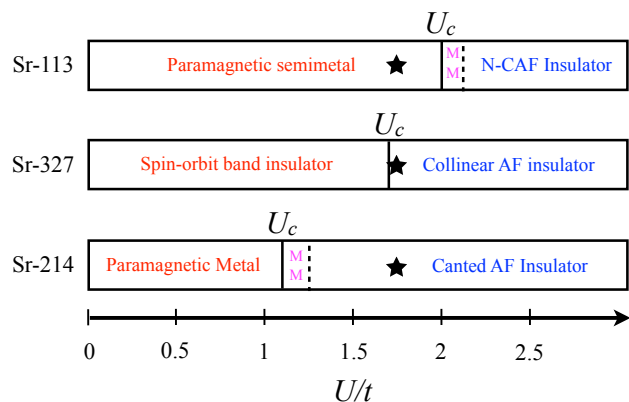 U_c
Sr-113 Paramagnetic semimetal M M N-CAF Insulator
U_c
Sr-327 Spin-orbit band insulator Collinear AF insulator
U_c
Sr-214 Paramagnetic Metal M M Canted AF Insulator
0 0.5 1 1.5 2 2.5
U/t